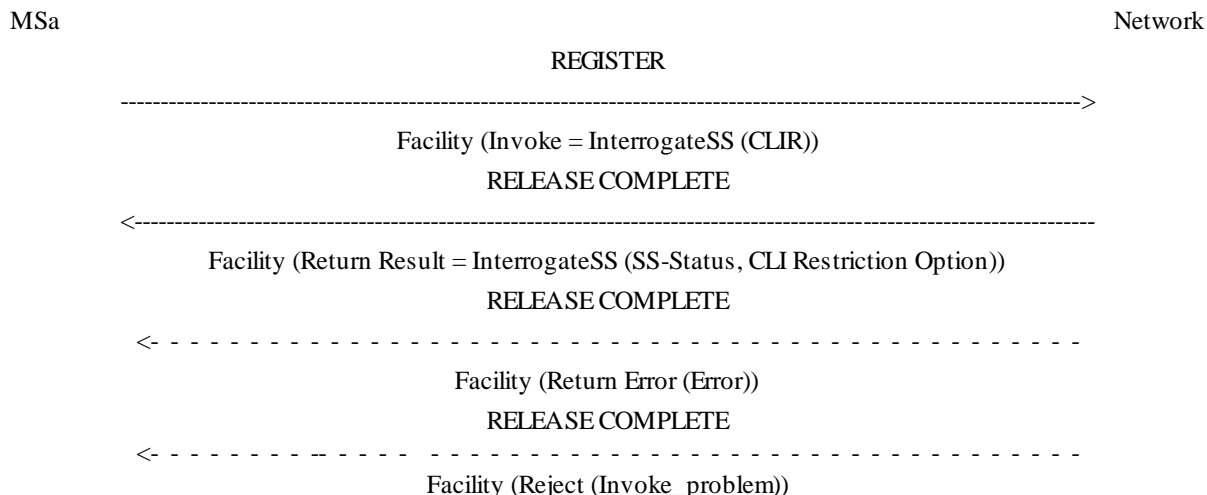 MSa Network
REGISTER
------------------------------------------------------------------------------------------------------------------------>
Facility (Invoke = InterrogateSS (CLIR))
RELEASE COMPLETE
<------------------------------------------------------------------------------------------------------------------------
Facility (Return Result = InterrogateSS (SS-Status, CLI Restriction Option))
RELEASE COMPLETE
<- - - - - - - - - - - - - - - - - - - - - - - - - - - - - - - - - - - - - - - - - - - - - - -
Facility (Return Error (Error))
RELEASE COMPLETE
<- - - - - - - - -- - - - - - - - - - - - - - - - - - - - - - - - - - - - - - - - - - - - - -
Facility (Reject (Invoke_problem))